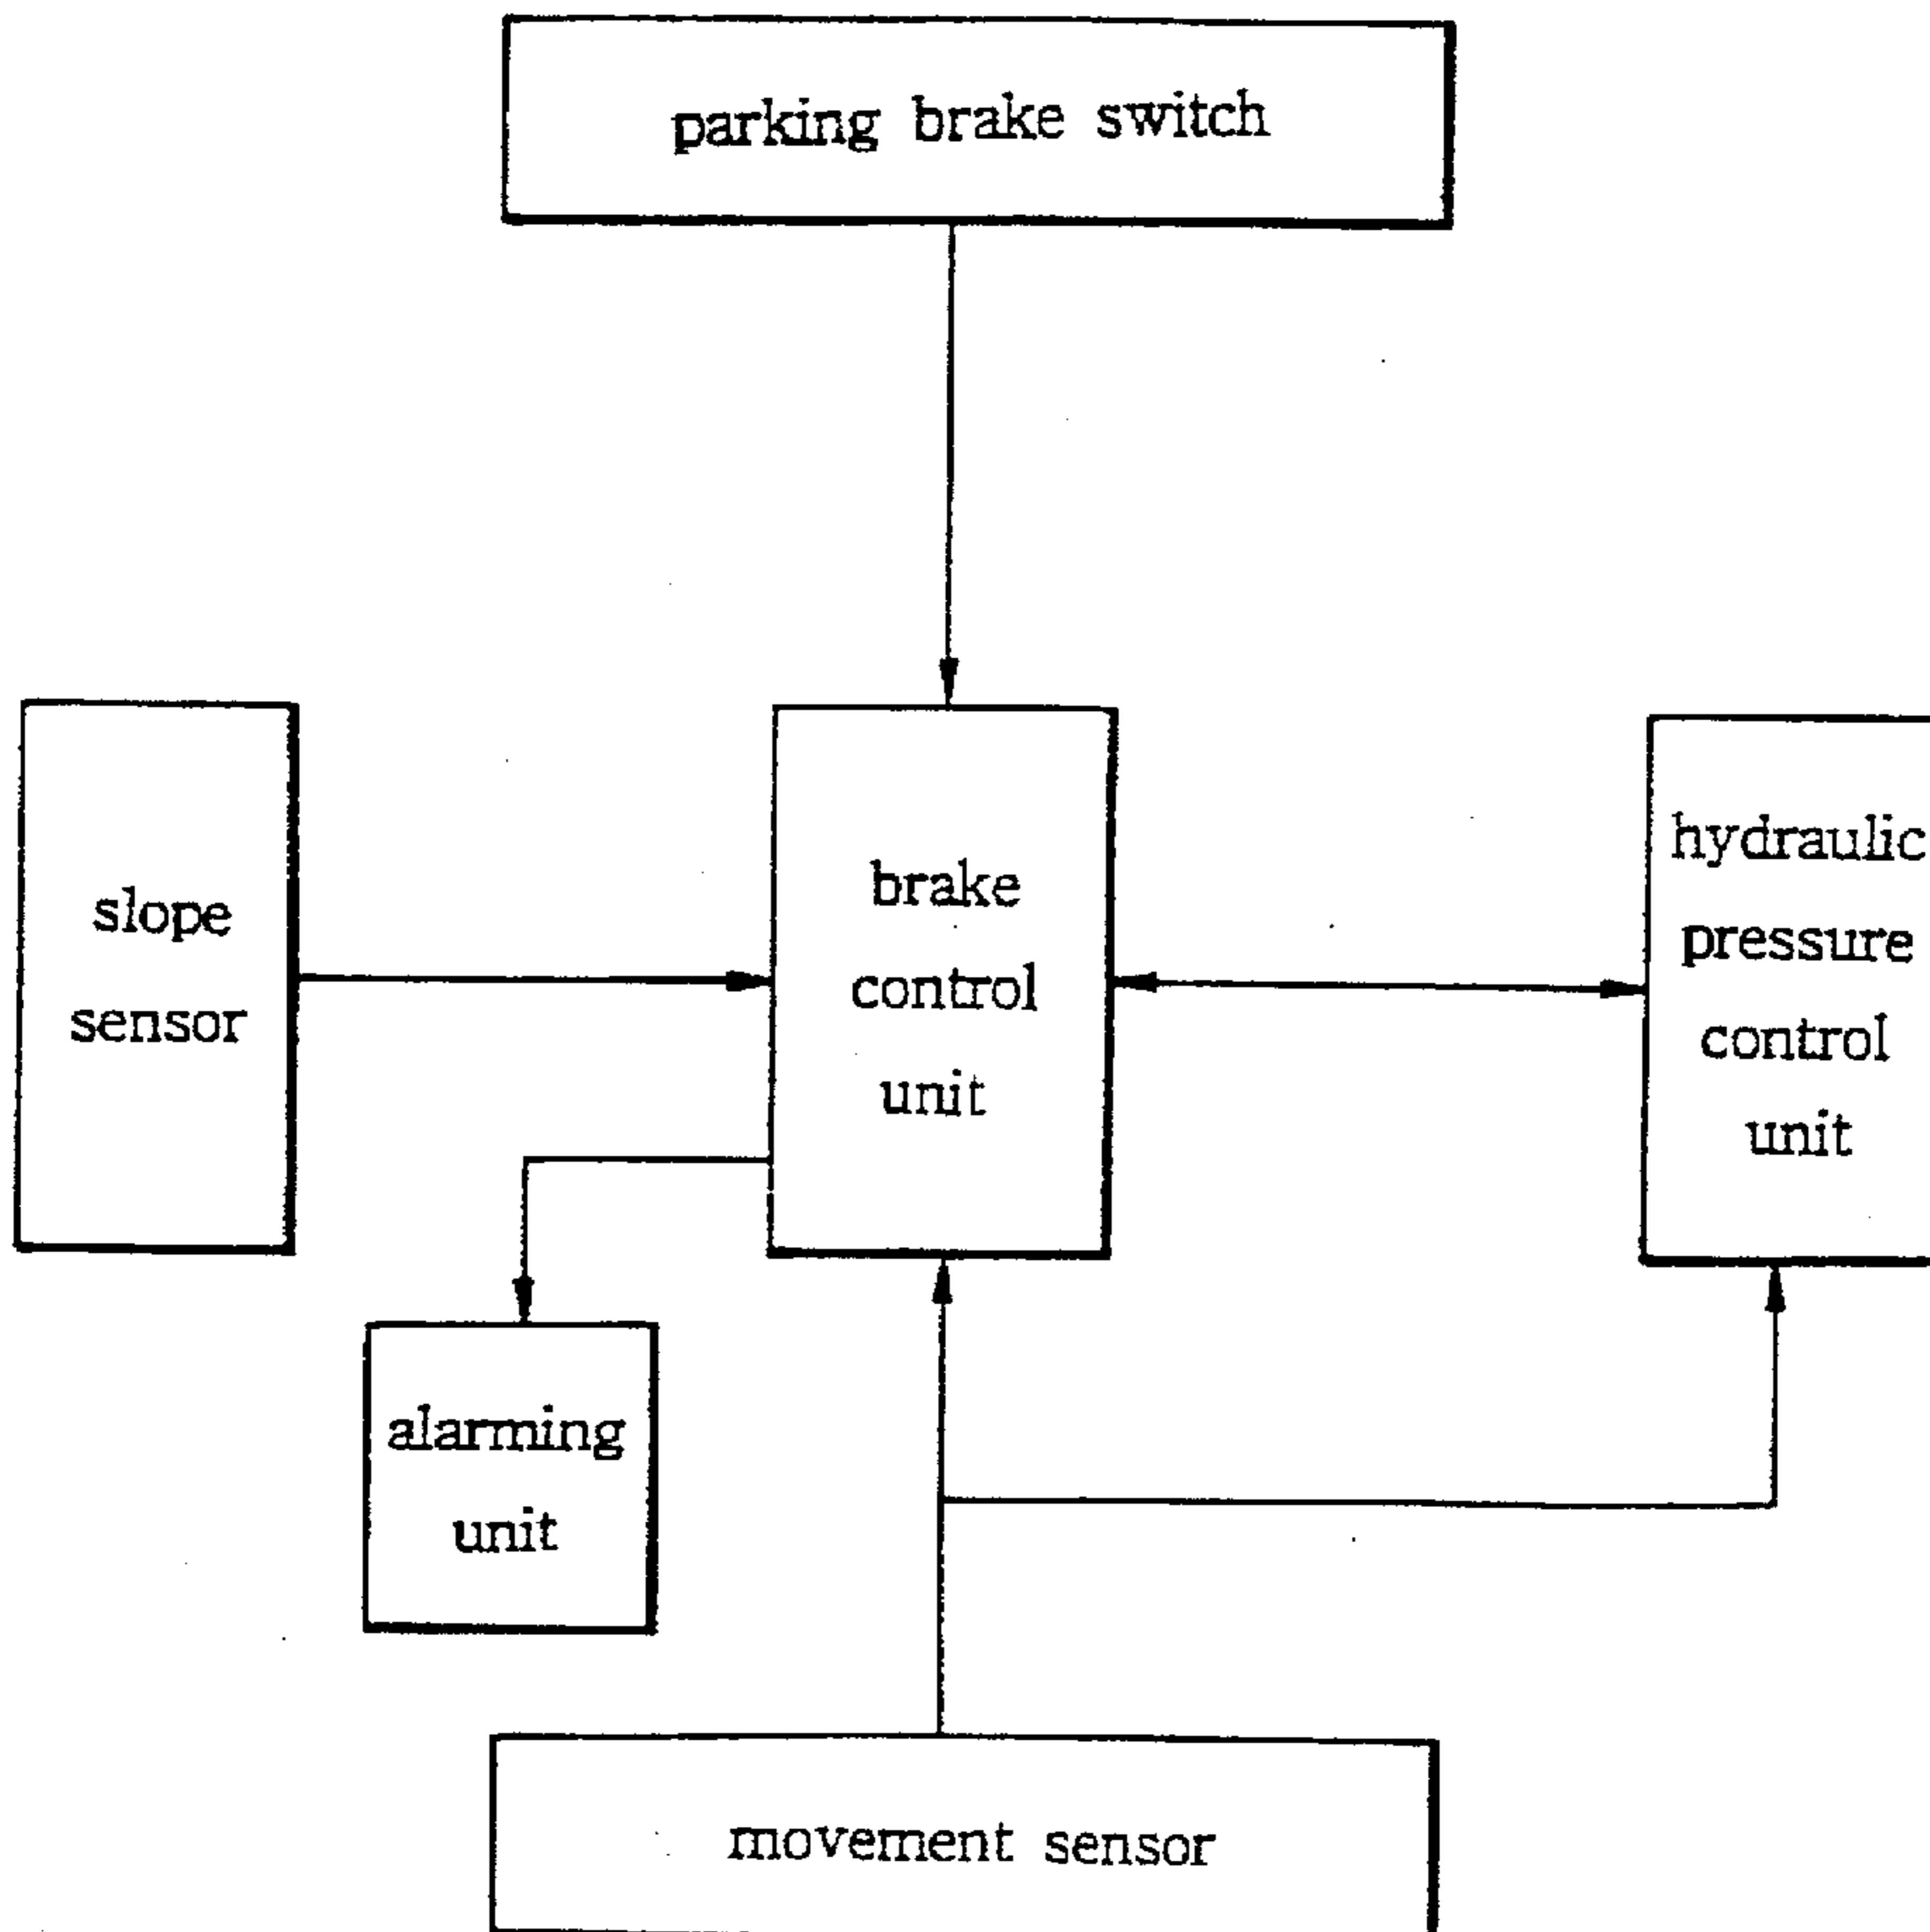 parking brake switch
slope
sensor
brake
control
unit
hydraulic
pressure
control
unit
alarming
unit
movement sensor